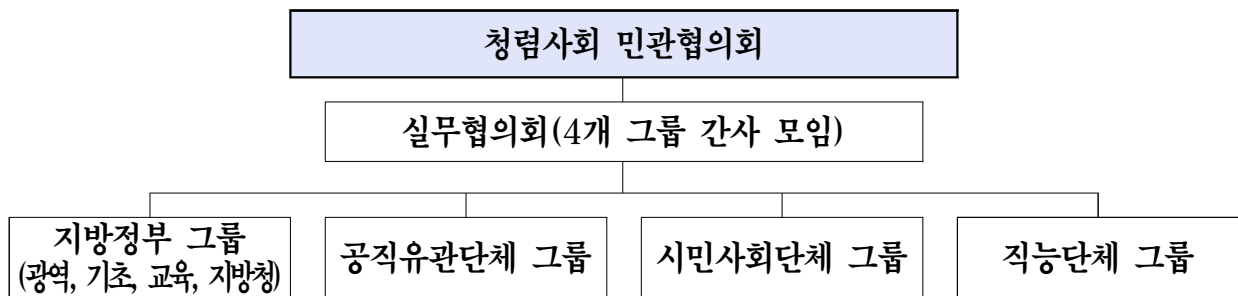 청렴사회 민관협의회
실무협의회(4개 그룹 간사 모임)
지방정부 그룹
(광역, 기초, 교육, 지방청)
공직유관단체 그룹
시민사회단체 그룹
직능단체 그룹